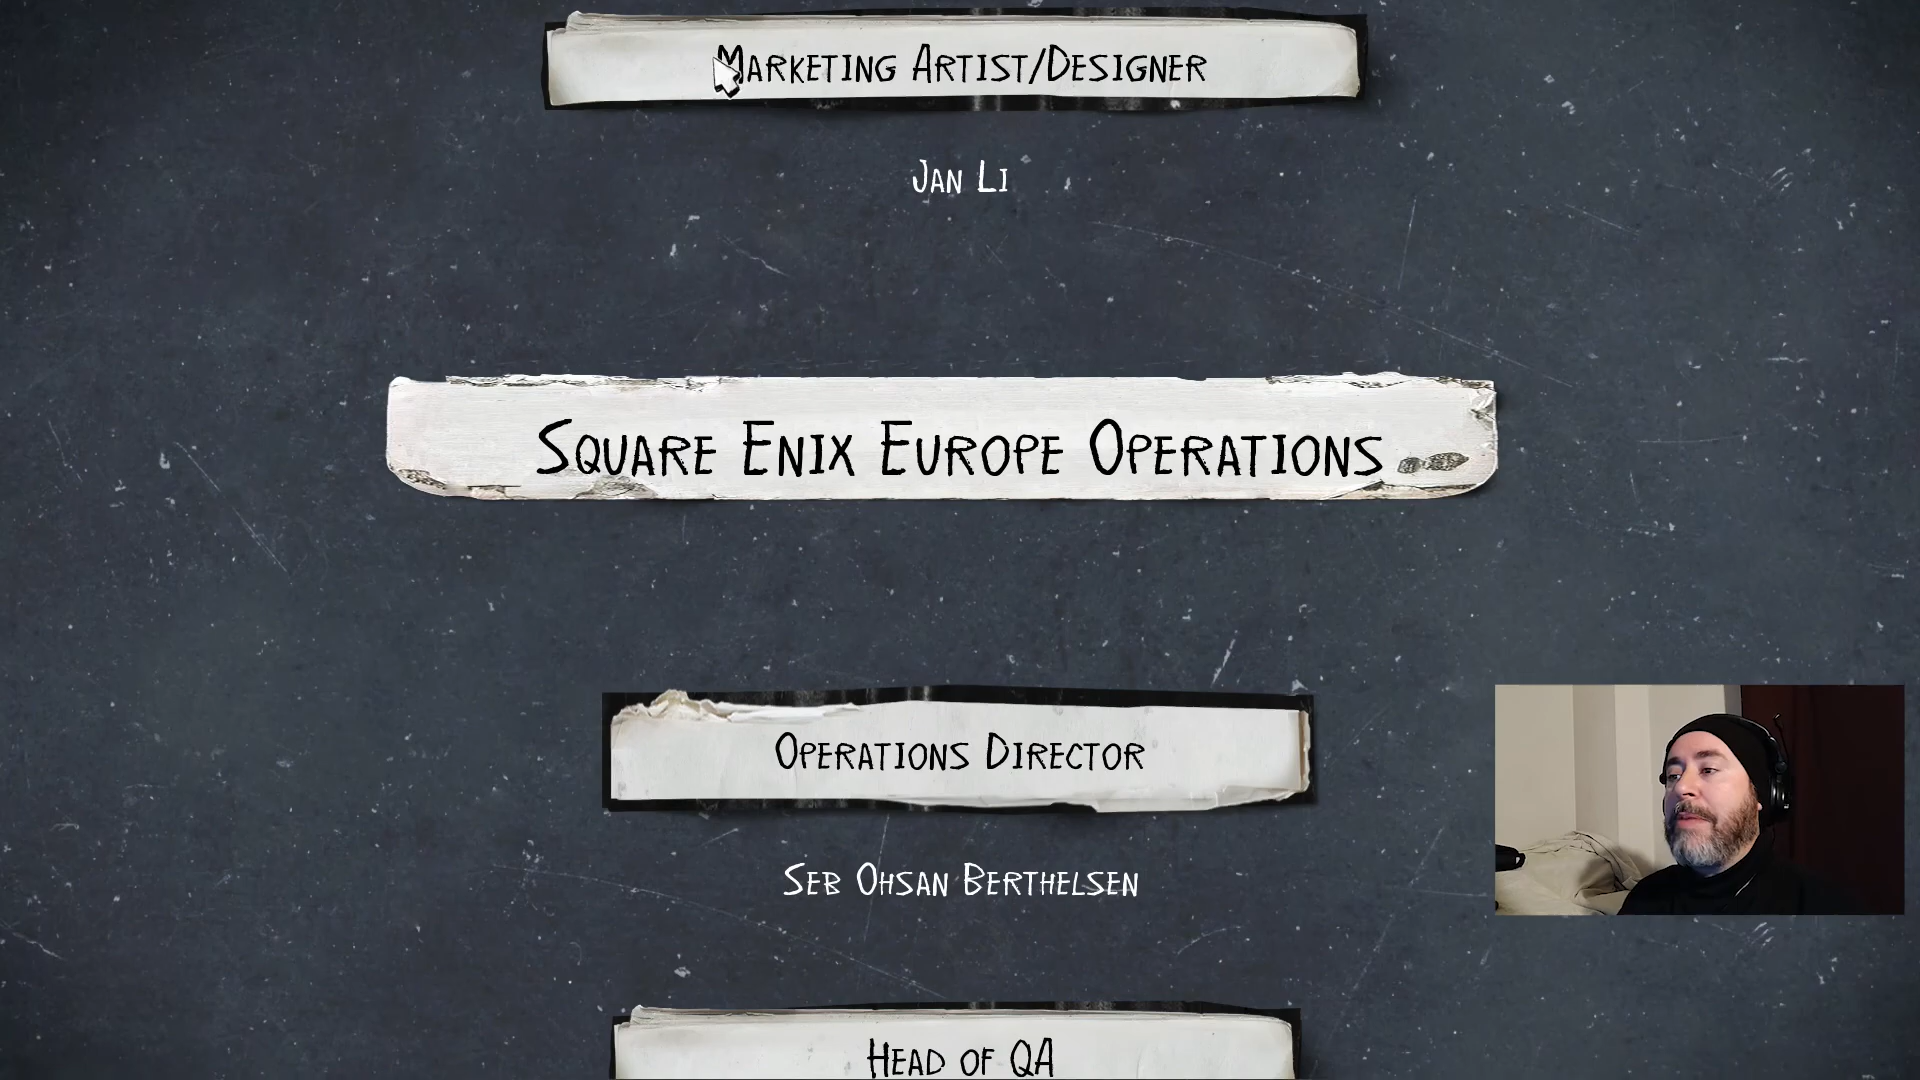 Marketing Artist/Designer
Jan Li
Square Enix Europe Operations
Operations Director
Seb Ohsan Berthelsen
Head of QA